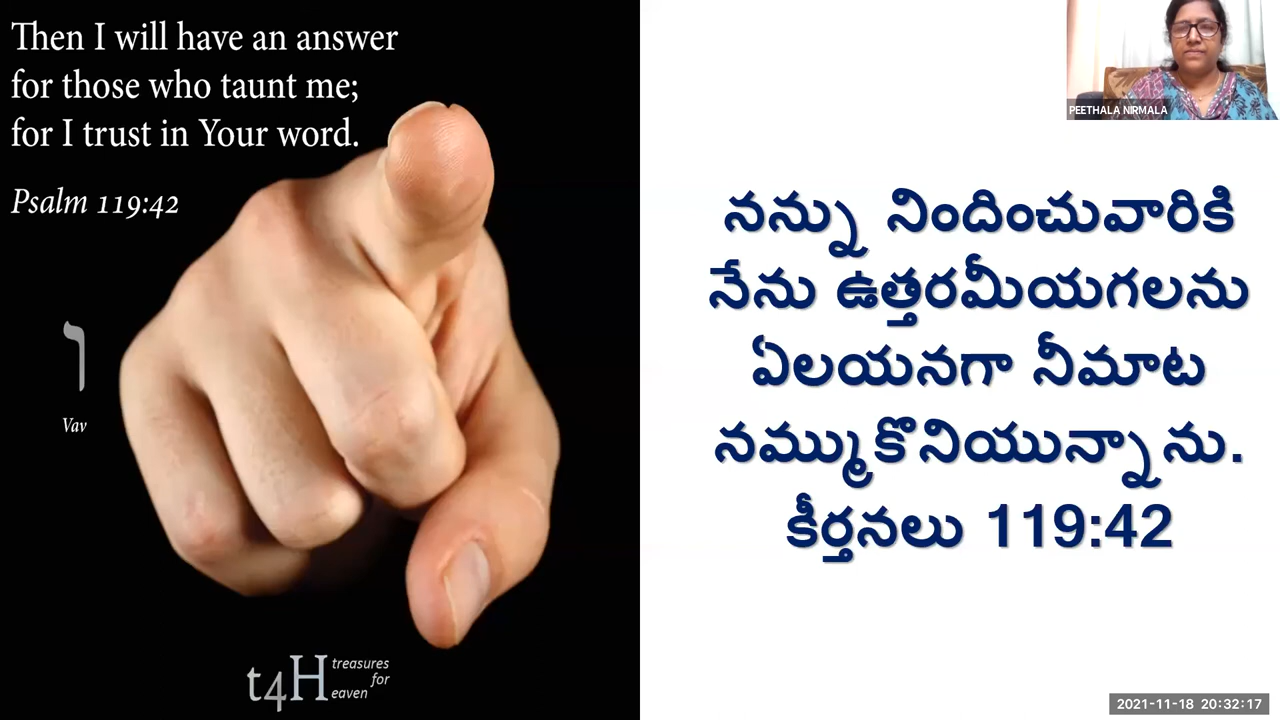 Then I will have an answer
for those who taunt me;
for I trust in Your word.
Psalm 119:42
ו
Vav
t4H treasures
for
eaven
PEETHALA NIRMALA
నన్ను నిందించువారికి
నేను ఉత్తరమీయగలను
ఏలయనగా నీమాట
నమ్ముకొనియున్నాను.
కీర్తనలు 119:42
2021-11-18 20:32:17